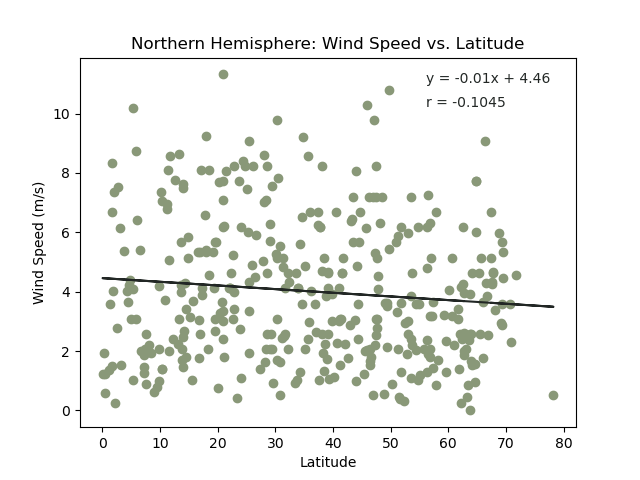 Northern Hemisphere: Wind Speed vs. Latitude
y = -0.01x + 4.46
r = -0.1045
Wind Speed (m/s)
10
8
6
4
2
0
0 10 20 30 40 50 60 70 80
Latitude